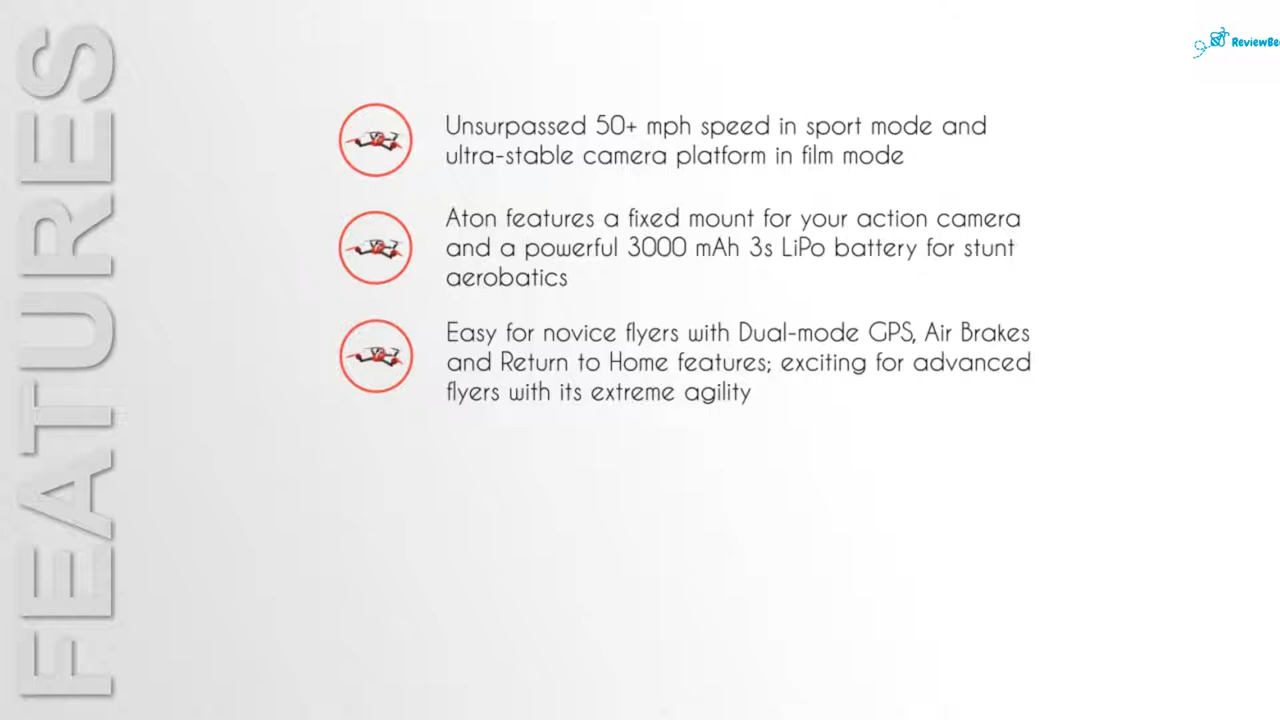 FEATURES
ReviewBee
Unsurpassed 50+ mph speed in sport mode and
ultra-stable camera platform in film mode
Aton features a fixed mount for your action camera
and a powerful 3000 mAh 3s LiPo battery for stunt
aerobatics
Easy for novice flyers with Dual-mode GPS, Air Brakes
and Return to Home features; exciting for advanced
flyers with its extreme agility